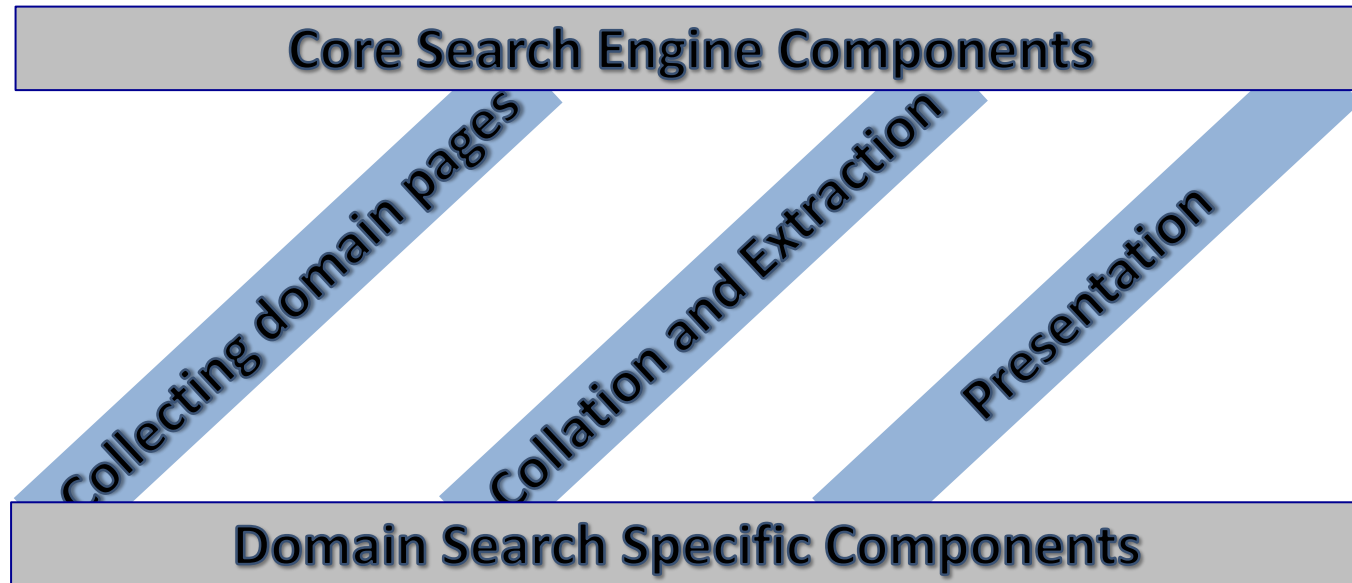 Core Search Engine Components
Collecting domain pages
Collation and Extraction
Presentation
Domain Search Specific Components